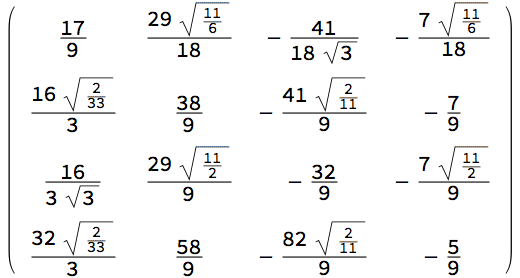 17/9 29√(11/6)/18 − 41/(18√3) − 7√(11/6)/18
16√(2/33)/3 38/9 − 41√(2/11)/9 − 7/9
16/(3√3) 29√(11/2)/9 − 32/9 − 7√(11/2)/9
32√(2/33)/3 58/9 − 82√(2/11)/9 − 5/9